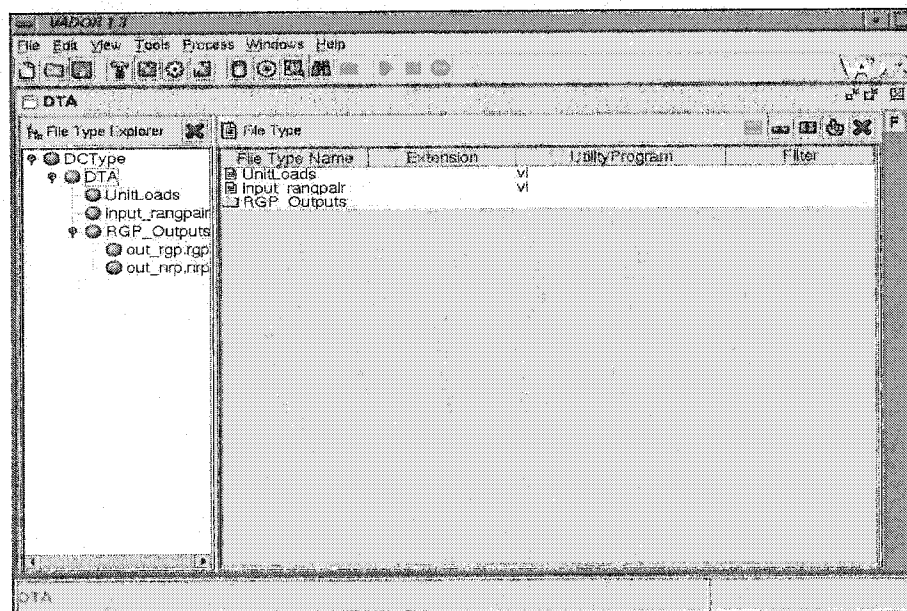 VADOR 1.3
File Edit View Tools Process Windows Help
DTA
File Type Explorer
File Type
F
File Type Name Extension UtilityProgram Filter
DCType
DTA
UnitLoads
Input_rangpair
RGP_Outputs
out_rgp.rgp
out_nrp.nrp
UnitLoads vi
Input_rangpair vi
RGP_Outputs
DTA